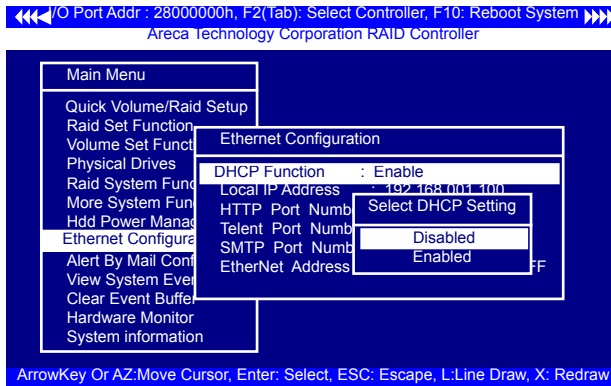 /O Port Addr : 28000000h, F2(Tab): Select Controller, F10: Reboot System
Areca Technology Corporation RAID Controller
Main Menu
Quick Volume/Raid Setup
Raid Set Function
Volume Set Funct
Physical Drives
Raid System Func
More System Fun
Hdd Power Manag
Ethernet Configura
Alert By Mail Conf
View System Even
Clear Event Buffer
Hardware Monitor
System information
Ethernet Configuration
DHCP Function : Enable
Local IP Address : 192.168.001.100
HTTP Port Numb
Telent Port Numb
SMTP Port Numb
EtherNet Address FF
Select DHCP Setting
Disabled
Enabled
ArrowKey Or AZ:Move Cursor, Enter: Select, ESC: Escape, L:Line Draw, X: Redraw